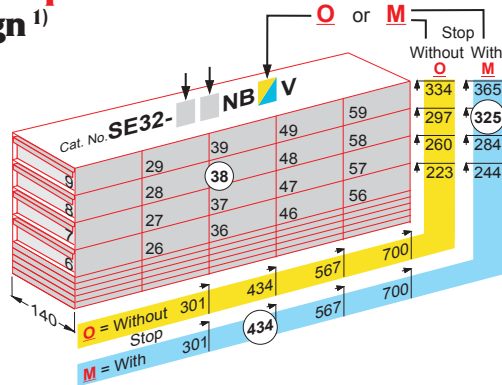 gn 1)
O or M
Stop
Without With
O M
Cat. No. SE32- NB V
334 365
297 325
260 284
223 244
9 29 39 49 59
8 28 38 48 58
7 27 37 47 57
6 26 36 46 56
140
O = Without 301 434 567 700
Stop
M = With 301 434 567 700